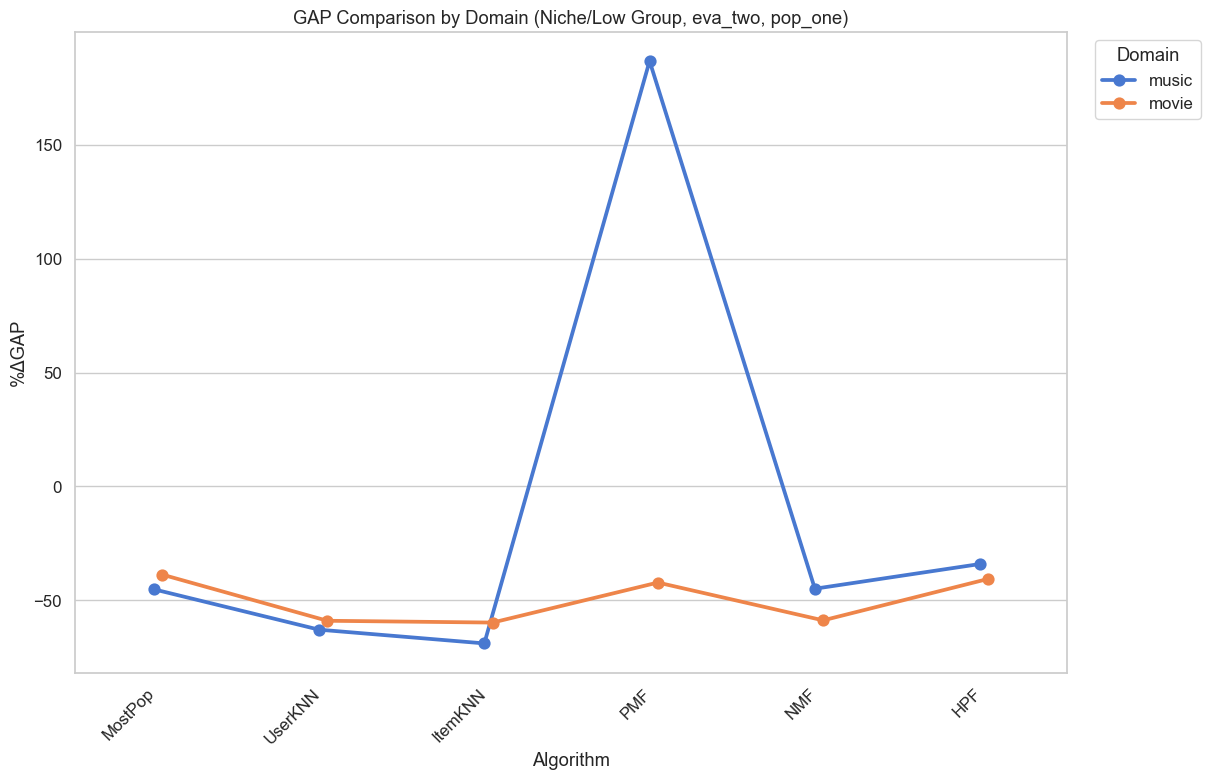 GAP Comparison by Domain (Niche/Low Group, eva_two, pop_one)
Domain
music
movie
%ΔGAP
150
100
50
0
−50
MostPop
UserKNN
ItemKNN
PMF
NMF
HPF
Algorithm